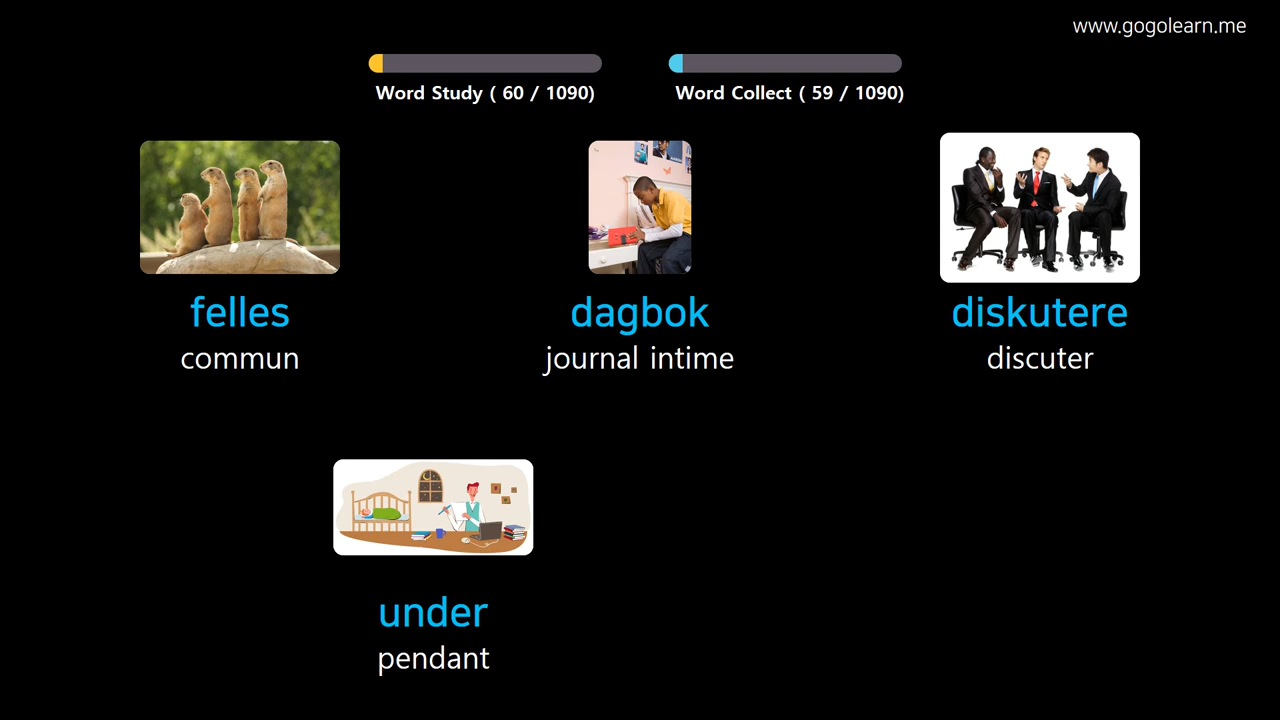 www.gogolearn.me
Word Study ( 60 / 1090)
Word Collect ( 59 / 1090)
felles
commun
dagbok
journal intime
diskutere
discuter
under
pendant